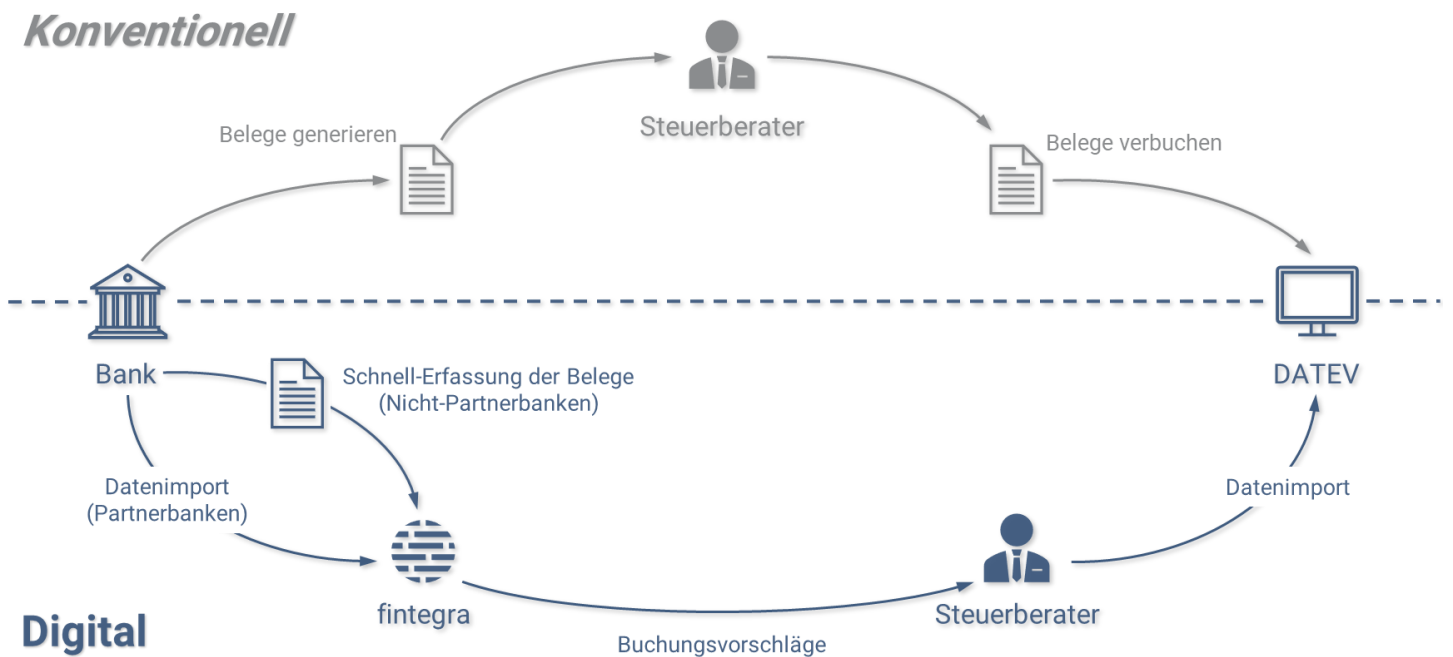 Konventionell
Steuerberater
Belege generieren
Belege verbuchen
Bank
DATEV
Schnell-Erfassung der Belege
(Nicht-Partnerbanken)
Datenimport
(Partnerbanken)
Datenimport
fintegra
Steuerberater
Buchungsvorschläge
Digital